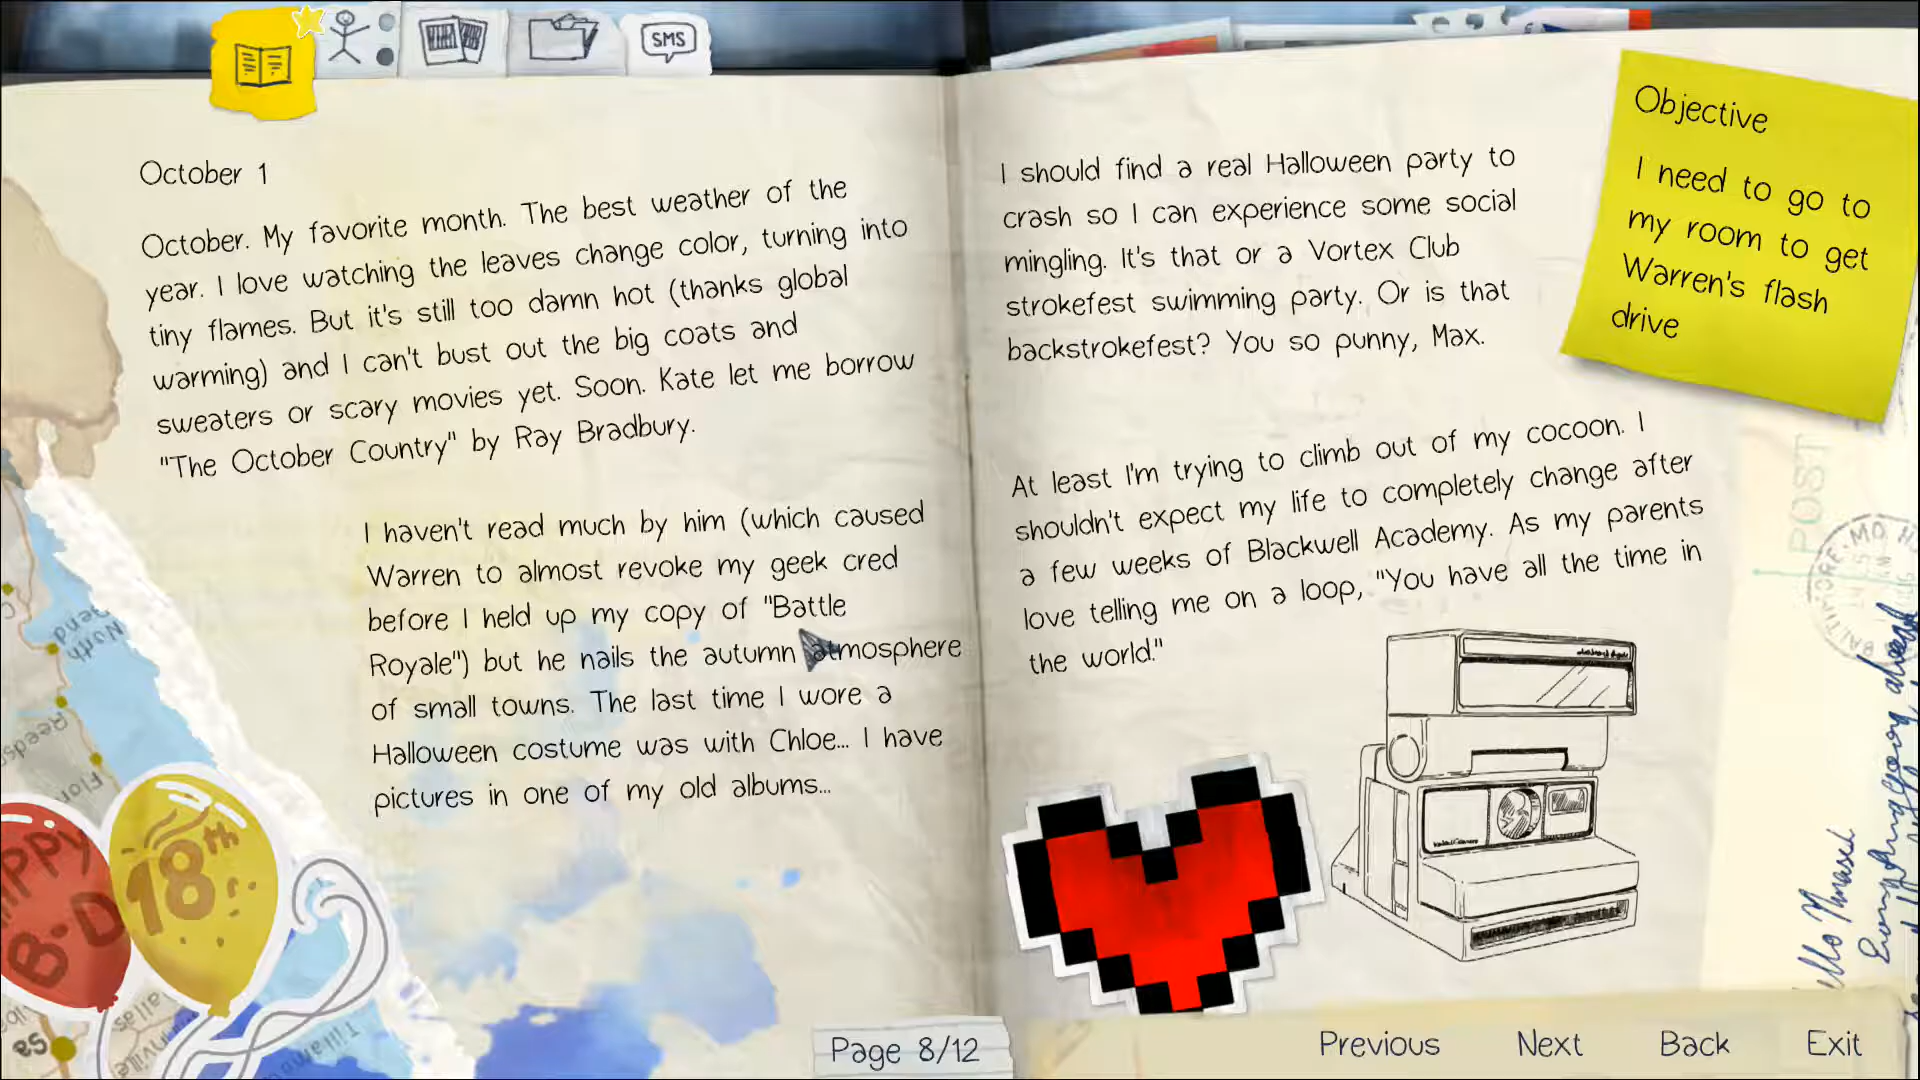 SMS
October 1
October. My favorite month. The best weather of the
year. I love watching the leaves change color, turning into
tiny flames. But it's still too damn hot (thanks global
warming) and I can't bust out the big coats and
sweaters or scary movies yet. Soon. Kate let me borrow
"The October Country" by Ray Bradbury.
I haven't read much by him (which caused
Warren to almost revoke my geek cred
before I held up my copy of "Battle
Royale") but he nails the autumn atmosphere
of small towns. The last time I wore a
Halloween costume was with Chloe... I have
pictures in one of my old albums...
I should find a real Halloween party to
crash so I can experience some social
mingling. It's that or a Vortex Club
strokefest swimming party. Or is that
backstrokefest? You so punny, Max.
At least I'm trying to climb out of my cocoon. I
shouldn't expect my life to completely change after
a few weeks of Blackwell Academy. As my parents
love telling me on a loop, "You have all the time in
the world."
Objective
I need to go to
my room to get
Warren's flash
drive
POST
North
Bend
18th
B-D
Page 8/12
Previous
Next
Back
Exit